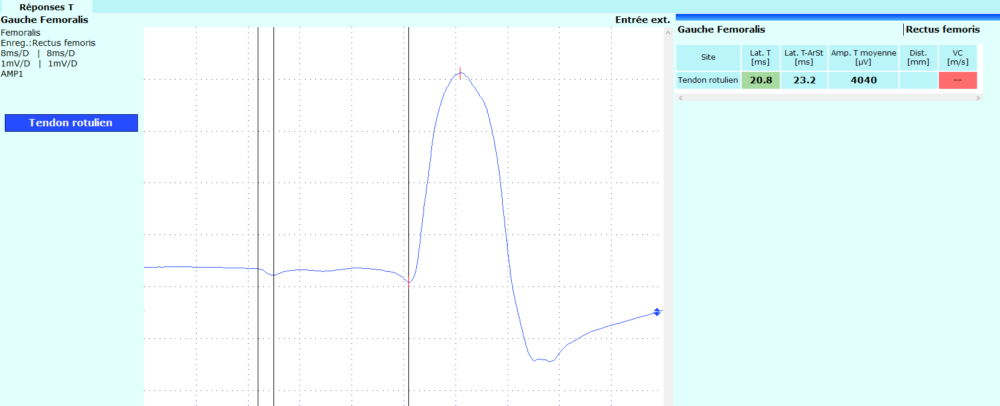 Réponses T
Gauche Femoralis
Entrée ext.
Femoralis
Enreg.:Rectus femoris
8ms/D | 8ms/D
1mV/D | 1mV/D
AMP1
Tendon rotulien
Gauche Femoralis
Rectus femoris
Site
Lat. T
[ms]
Lat. T-ArSt
[ms]
Amp. T moyenne
[µV]
Dist.
[mm]
VC
[m/s]
Tendon rotulien 20.8 23.2 4040 --